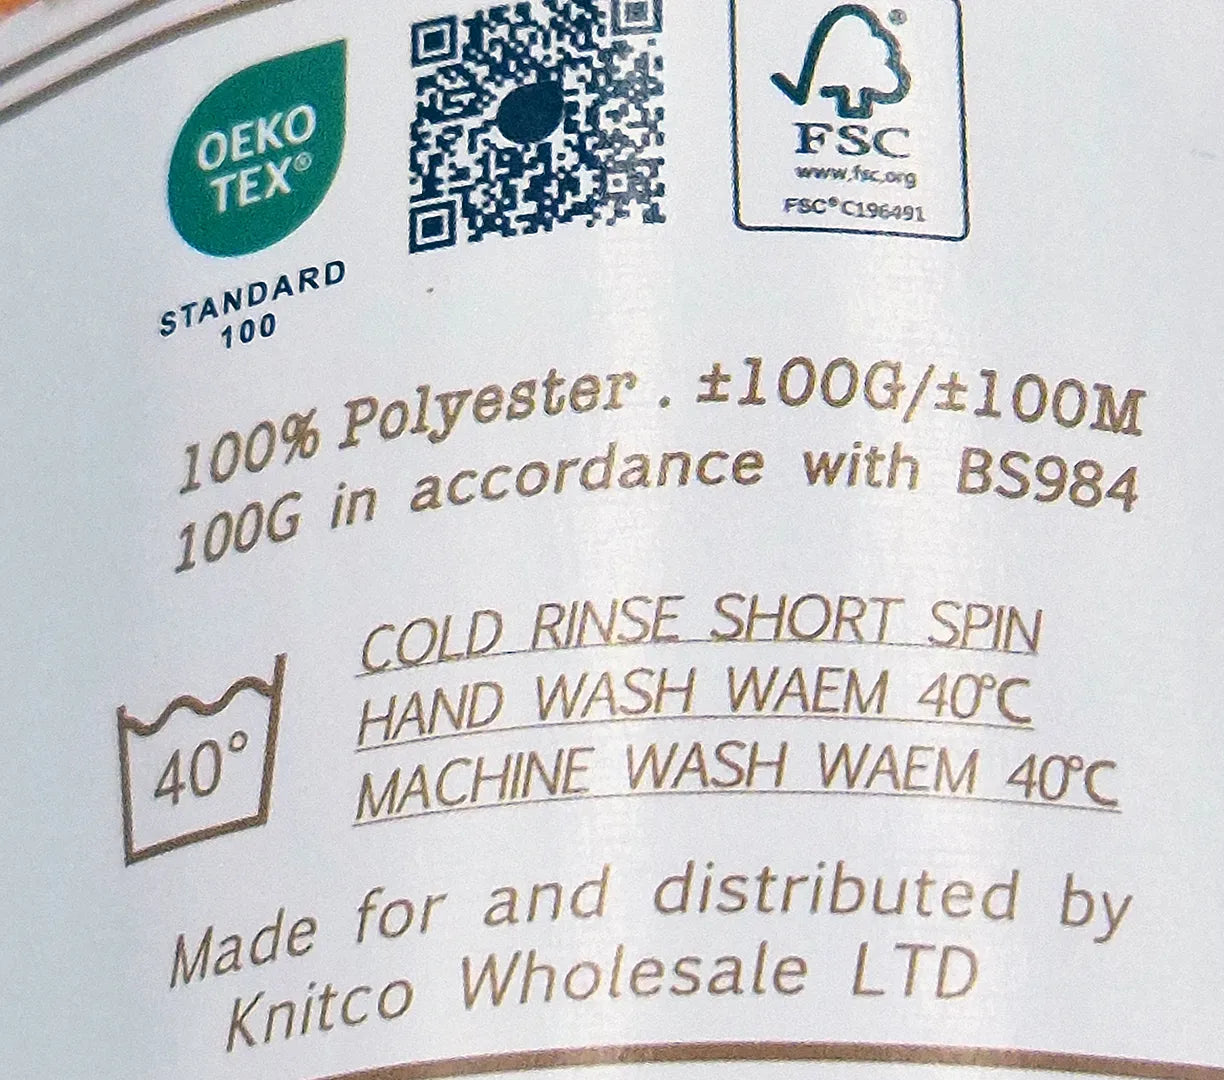 OEKO
TEX®
STANDARD
100
®
FSC
www.fsc.org
FSC® C196491
100% Polyester . ±100G/±100M
100G in accordance with BS984
40°
COLD RINSE SHORT SPIN
HAND WASH WAEM 40°C
MACHINE WASH WAEM 40°C
Made for and distributed by
Knitco Wholesale LTD